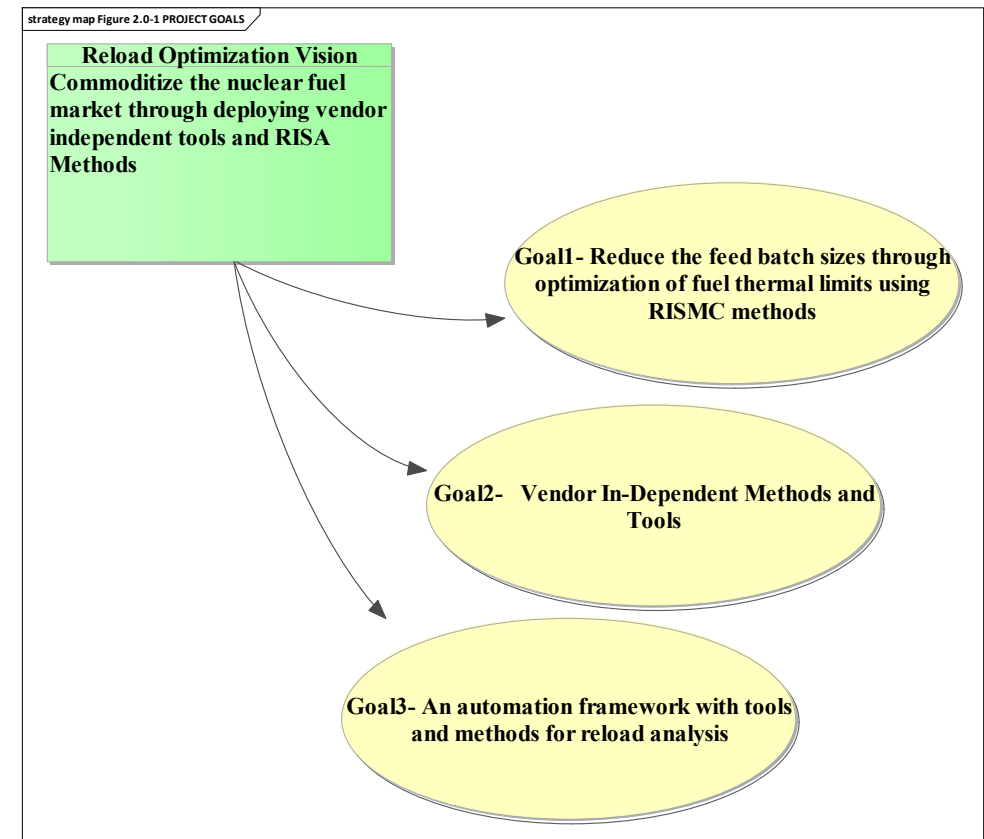 strategy map Figure 2.0-1 PROJECT GOALS
Reload Optimization Vision
Commoditize the nuclear fuel
market through deploying vendor
independent tools and RISA
Methods
Goal1- Reduce the feed batch sizes through
optimization of fuel thermal limits using
RISMC methods
Goal2-   Vendor In-Dependent Methods and
Tools
Goal3- An automation framework with tools
and methods for reload analysis